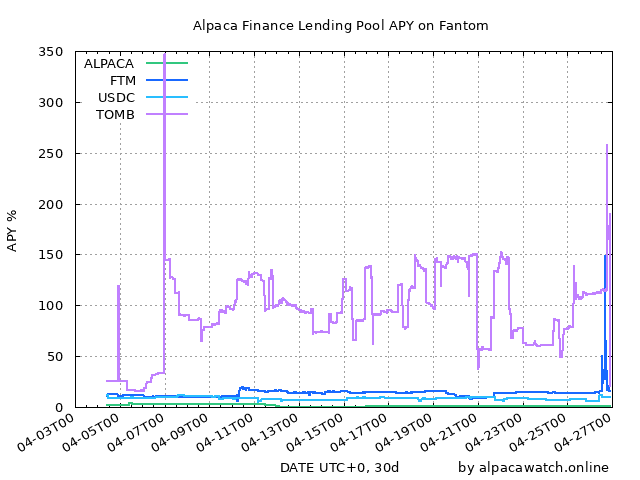 Alpaca Finance Lending Pool APY on Fantom
350
300
250
200
150
100
50
0
APY %
ALPACA
FTM
USDC
TOMB
04-03T00
04-05T00
04-07T00
04-09T00
04-11T00
04-13T00
04-15T00
04-17T00
04-19T00
04-21T00
04-23T00
04-25T00
04-27T00
DATE UTC+0, 30d
by alpacawatch.online